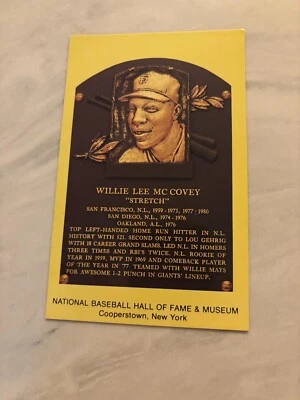 WILLIE LEE MC COVEY
"STRETCH"
SAN FRANCISCO, N.L., 1959-1973, 1977-1980
SAN DIEGO, N.L., 1974-1976
OAKLAND, A.L., 1976
TOP LEFT-HANDED HOME RUN HITTER IN N.L.
HISTORY WITH 521. SECOND ONLY TO LOU GEHRIG
WITH 18 CAREER GRAND SLAMS. LED N.L. IN HOMERS
THREE TIMES AND RBI'S TWICE. N.L. ROOKIE OF
YEAR IN 1959, MVP IN 1969 AND COMEBACK PLAYER
OF THE YEAR IN '77. TEAMED WITH WILLIE MAYS
FOR AWESOME 1-2 PUNCH IN GIANTS' LINEUP.
NATIONAL BASEBALL HALL OF FAME & MUSEUM
Cooperstown, New York